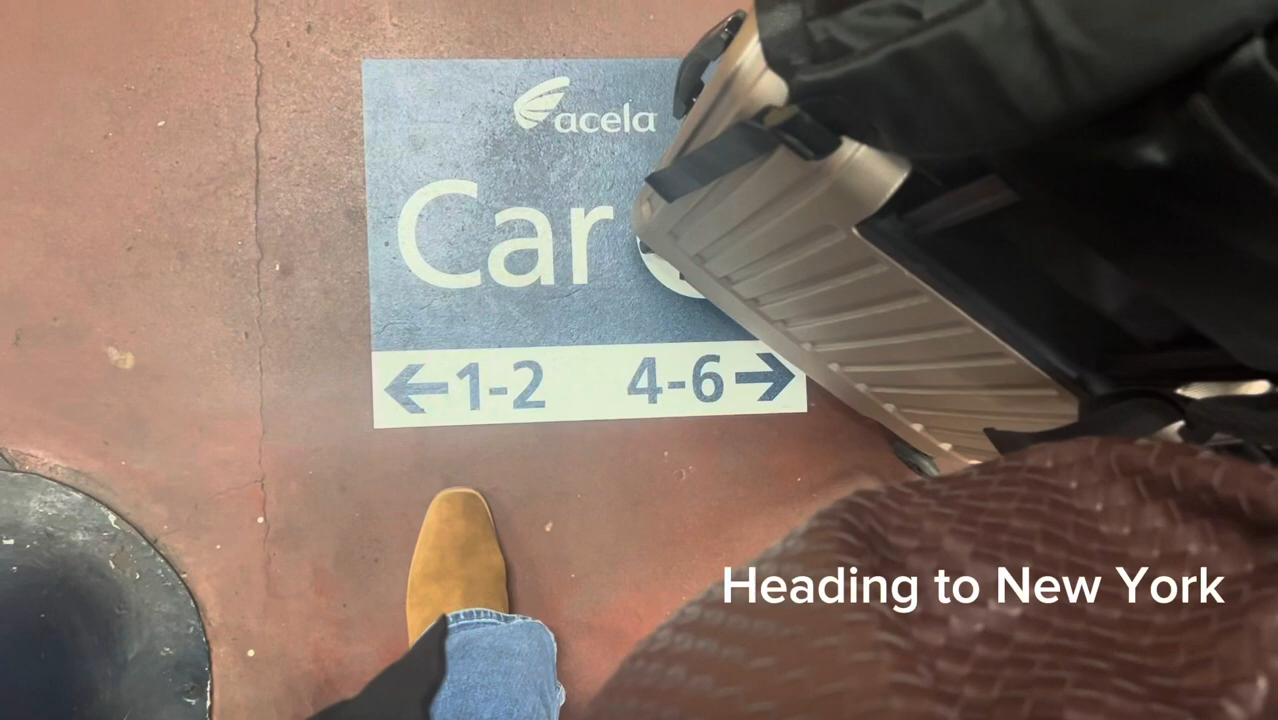 acela
Car
←1-2 4-6→
Heading to New York